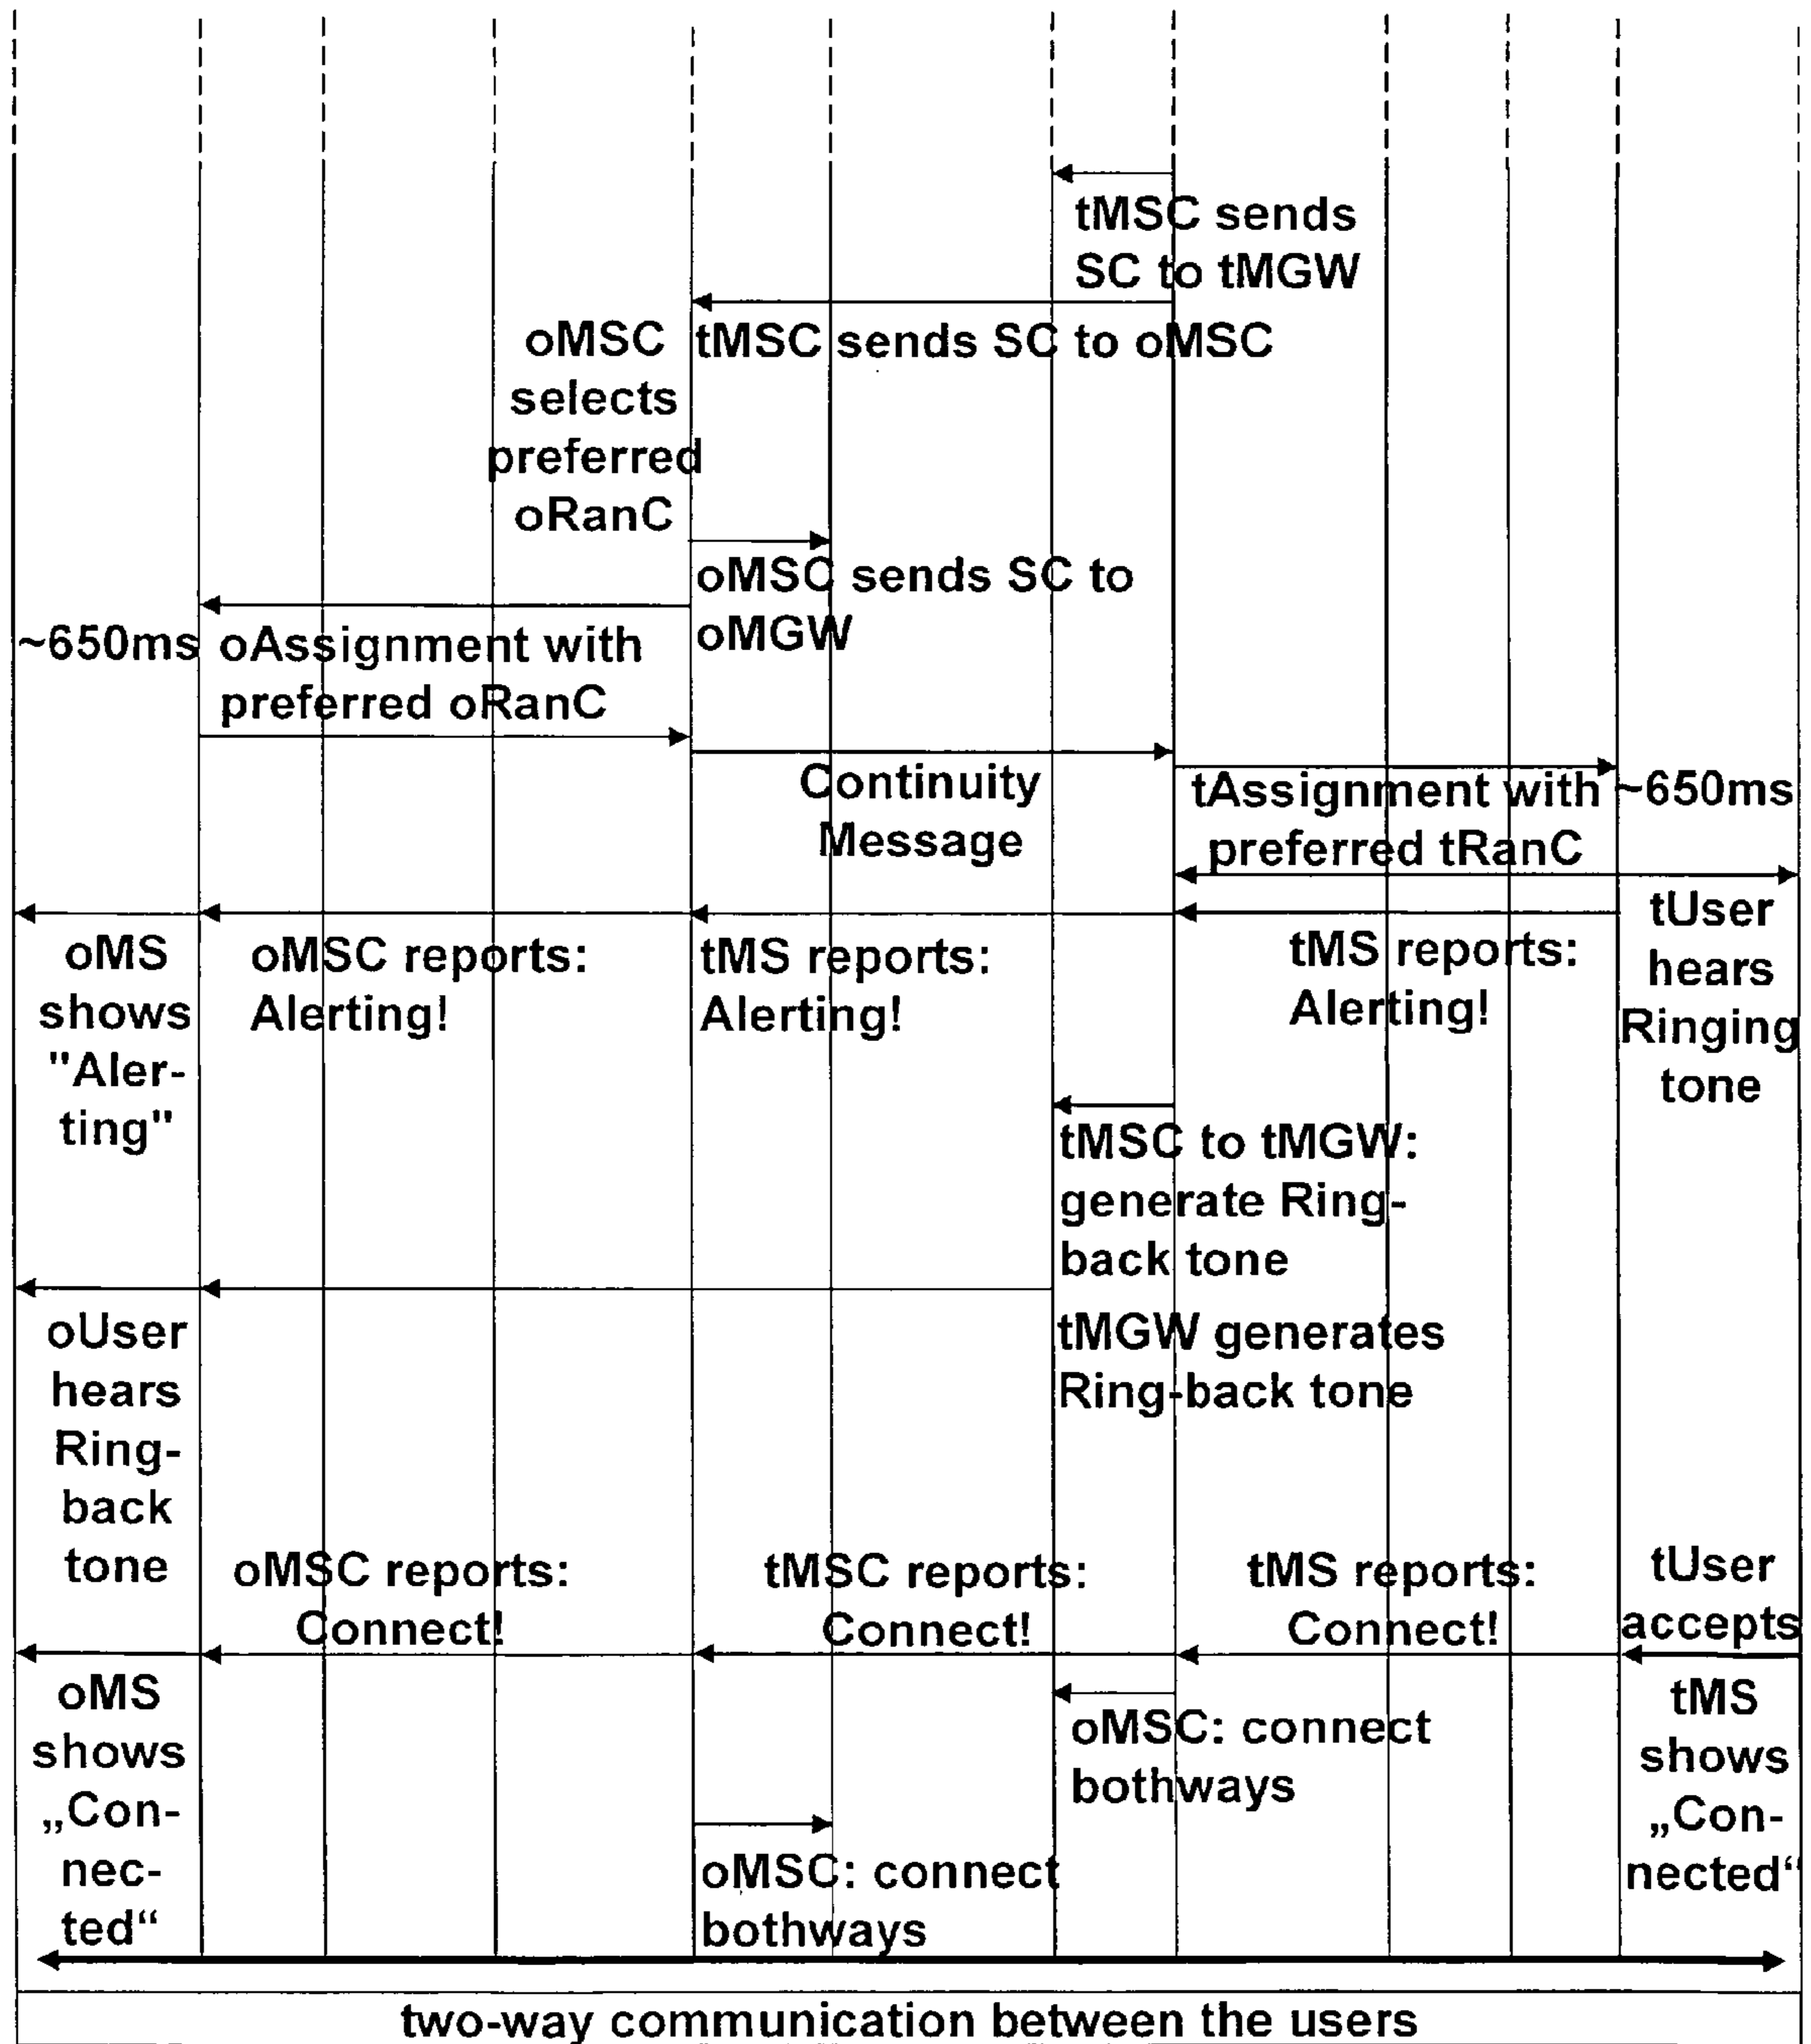 tMSC sends
SC to tMGW
tMSC sends SC to oMSC
oMSC
selects
preferred
oRanC
oMSC sends SC to
oMGW
~650ms
oAssignment with
preferred oRanC
Continuity
Message
tAssignment with
preferred tRanC
~650ms
oMS
shows
"Aler-
ting"
oMSC reports:
Alerting!
tMS reports:
Alerting!
tMS reports:
Alerting!
tUser
hears
Ringing
tone
tMSC to tMGW:
generate Ring-
back tone
oUser
hears
Ring-
back
tone
tMGW generates
Ring-back tone
oMSC reports:
Connect!
tMSC reports:
Connect!
tMS reports:
Connect!
tUser
accepts
oMS
shows
„Con-
nec-
ted“
oMSC: connect
bothways
tMS
shows
„Con-
nected“
oMSC: connect
bothways
two-way communication between the users